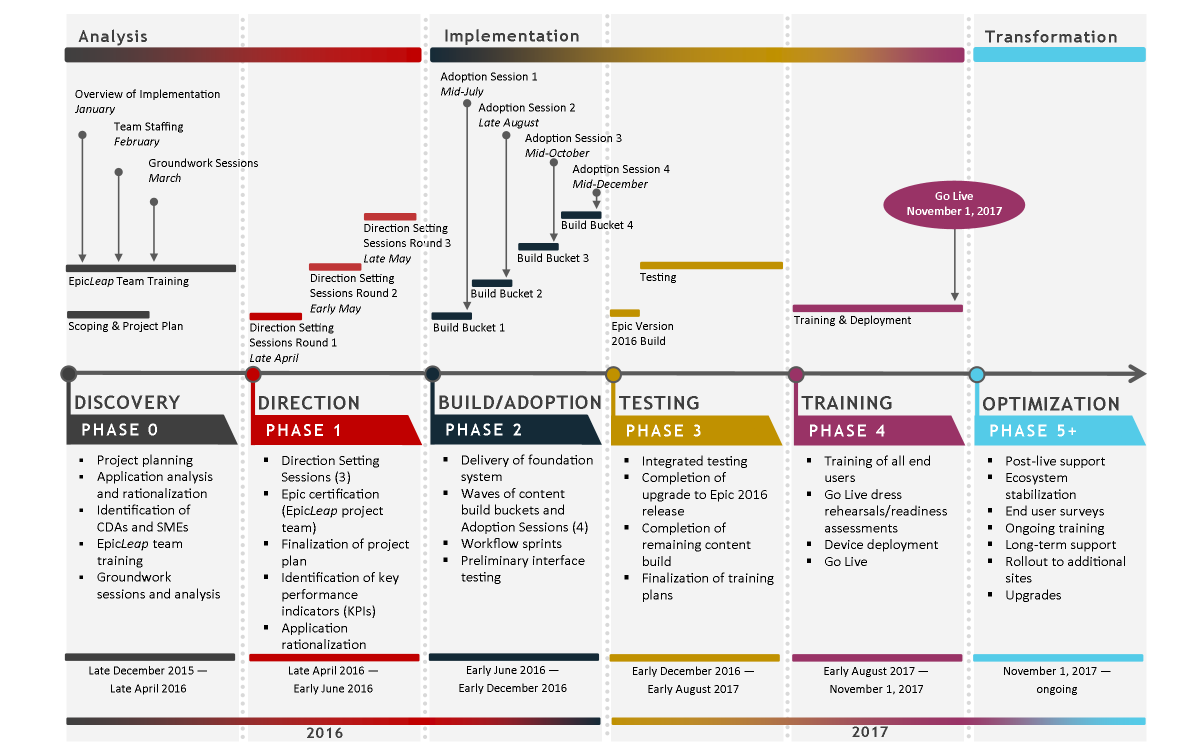 Analysis
Implementation
Transformation
Overview of Implementation
January
Team Staffing
February
Groundwork Sessions
March
EpicLeap Team Training
Scoping & Project Plan
Direction Setting
Sessions Round 3
Late May
Direction Setting
Sessions Round 2
Early May
Direction Setting
Sessions Round 1
Late April
Adoption Session 1
Mid-July
Adoption Session 2
Late August
Adoption Session 3
Mid-October
Adoption Session 4
Mid-December
Build Bucket 4
Build Bucket 3
Build Bucket 2
Build Bucket 1
Testing
Epic Version
2016 Build
Go Live
November 1, 2017
Training & Deployment
DISCOVERY
PHASE 0
▪ Project planning
▪ Application analysis
and rationalization
▪ Identification of
CDAs and SMEs
▪ EpicLeap team
training
▪ Groundwork
sessions and analysis
Late December 2015 —
Late April 2016
DIRECTION
PHASE 1
▪ Direction Setting
Sessions (3)
▪ Epic certification
(EpicLeap project
team)
▪ Finalization of project
plan
▪ Identification of key
performance
indicators (KPIs)
▪ Application
rationalization
Late April 2016 —
Early June 2016
BUILD/ADOPTION
PHASE 2
▪ Delivery of foundation
system
▪ Waves of content
build buckets and
Adoption Sessions (4)
▪ Workflow sprints
▪ Preliminary interface
testing
Early June 2016 —
Early December 2016
TESTING
PHASE 3
▪ Integrated testing
▪ Completion of
upgrade to Epic 2016
release
▪ Completion of
remaining content
build
▪ Finalization of training
plans
Early December 2016 —
Early August 2017
TRAINING
PHASE 4
▪ Training of all end
users
▪ Go Live dress
rehearsals/readiness
assessments
▪ Device deployment
▪ Go Live
Early August 2017 —
November 1, 2017
OPTIMIZATION
PHASE 5+
▪ Post-live support
▪ Ecosystem
stabilization
▪ End user surveys
▪ Ongoing training
▪ Long-term support
▪ Rollout to additional
sites
▪ Upgrades
November 1, 2017 —
ongoing
2016
2017